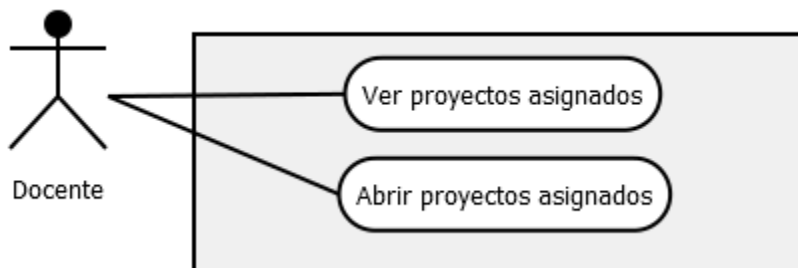 Ver proyectos asignados
Docente
Abrir proyectos asignados